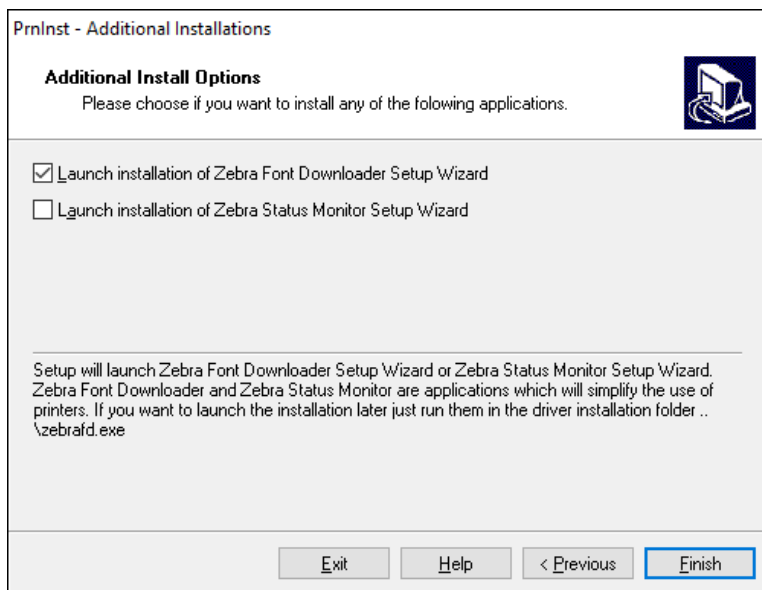 PrnInst - Additional Installations
Additional Install Options
Please choose if you want to install any of the folowing applications.
Launch installation of Zebra Font Downloader Setup Wizard
Launch installation of Zebra Status Monitor Setup Wizard
Setup will launch Zebra Font Downloader Setup Wizard or Zebra Status Monitor Setup Wizard.
Zebra Font Downloader and Zebra Status Monitor are applications which will simplify the use of
printers. If you want to launch the installation later just run them in the driver installation folder ..
\zebrafd.exe
Exit
Help
< Previous
Finish